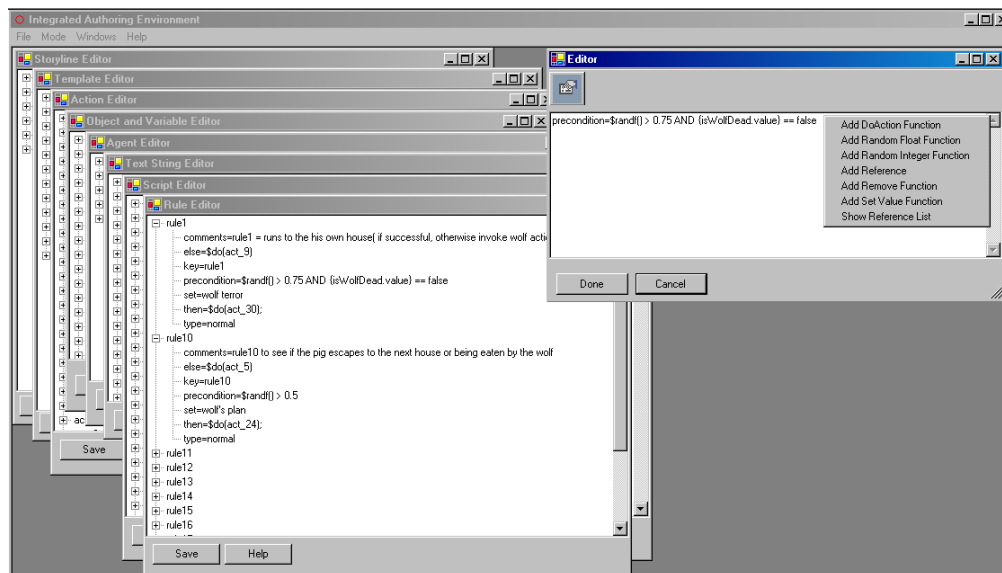 Integrated Authoring Environment
File Mode Windows Help
Storyline Editor
Template Editor
Action Editor
Object and Variable Editor
Agent Editor
Text String Editor
Script Editor
Rule Editor
rule1
comments=rule1 = runs to the his own house( if successful, otherwise invoke wolf acti
else=$do(act_9)
key=rule1
precondition=$randf() > 0.75 AND {isWolfDead.value} == false
set=wolf terror
then=$do(act_30);
type=normal
rule10
comments=rule10 to see if the pig escapes to the next house or being eaten by the wolf
else=$do(act_5)
key=rule10
precondition=$randf() > 0.5
set=wolf's plan
then=$do(act_24);
type=normal
rule11
rule12
rule13
rule14
rule15
rule16
Save Help
ac
Save
Editor
precondition=$randf() > 0.75 AND {isWolfDead.value} == false
Add DoAction Function
Add Random Float Function
Add Random Integer Function
Add Reference
Add Remove Function
Add Set Value Function
Show Reference List
Done Cancel